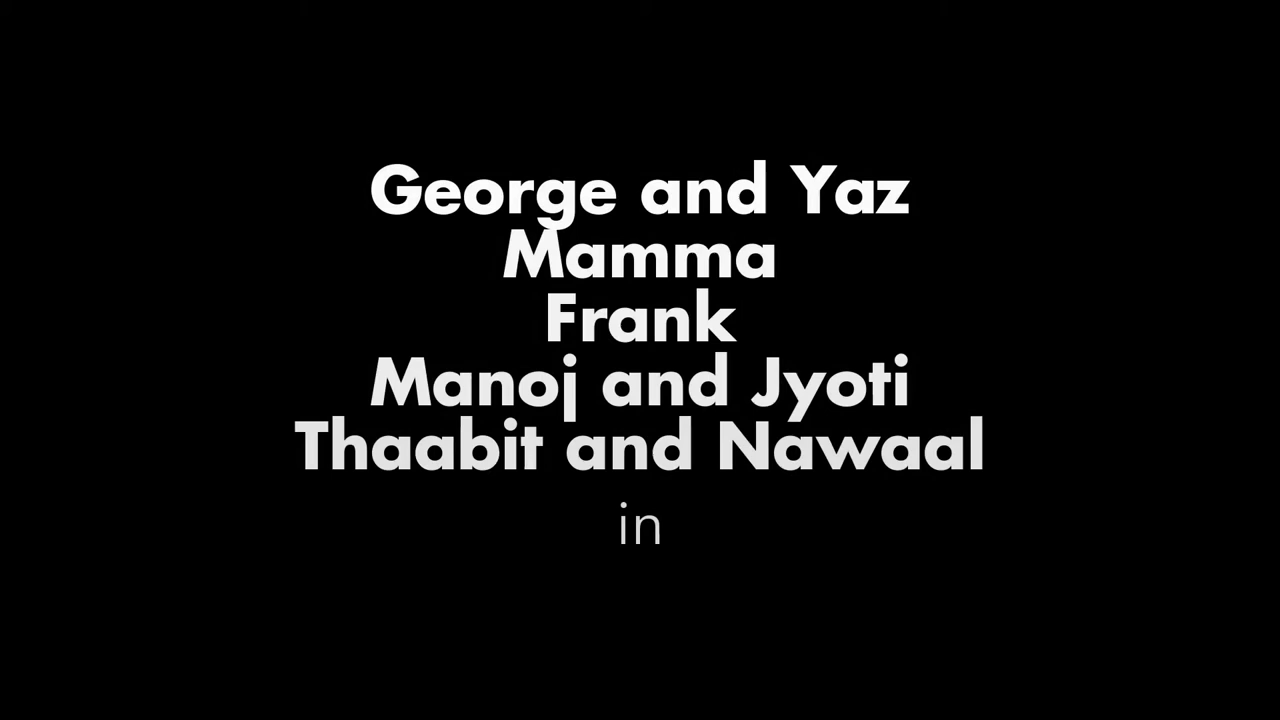 George and Yaz
Mamma
Frank
Manoj and Jyoti
Thaabit and Nawaal
in